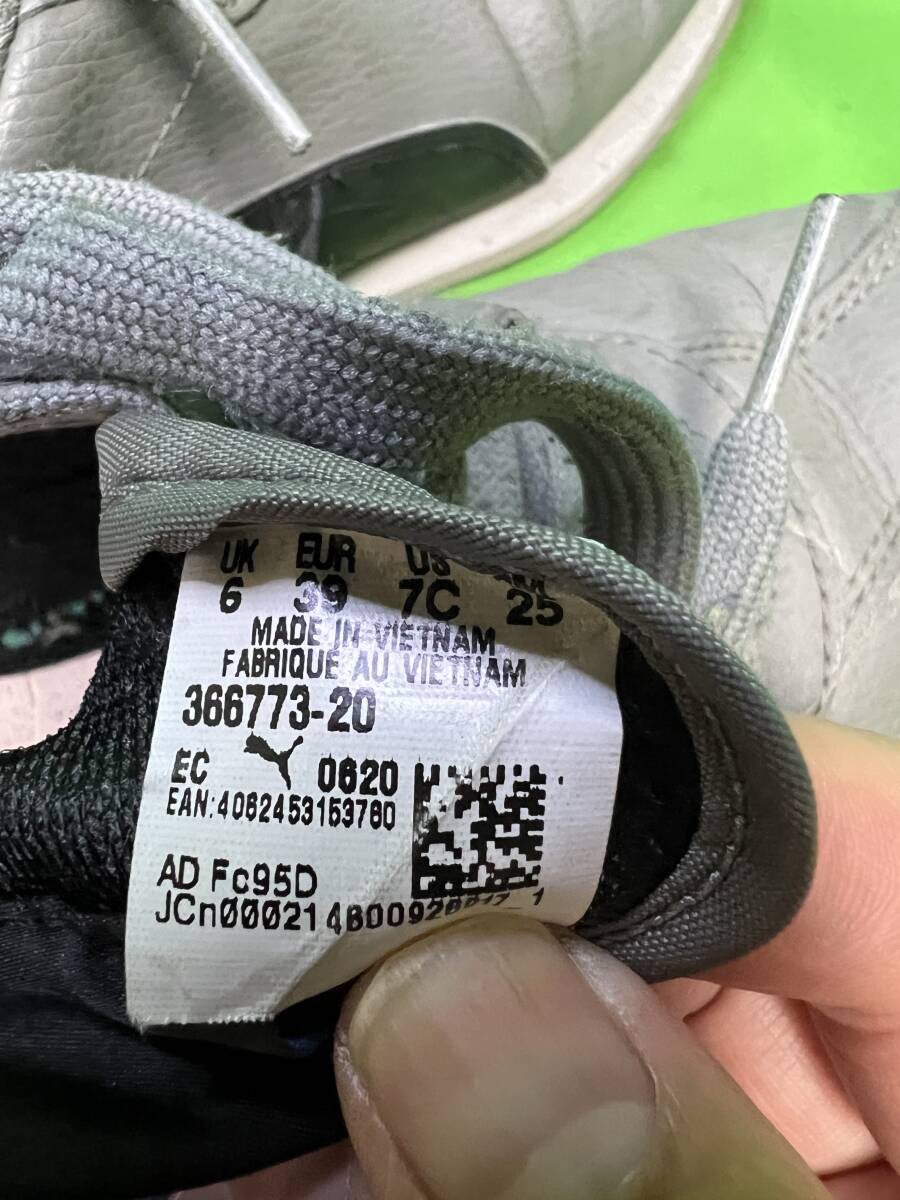 UK EUR US
6 39 7C 25
MADE IN VIETNAM
FABRIQUÉ AU VIETNAM
366773-20
EC 0620
EAN:4062453153780
AD Fc95D